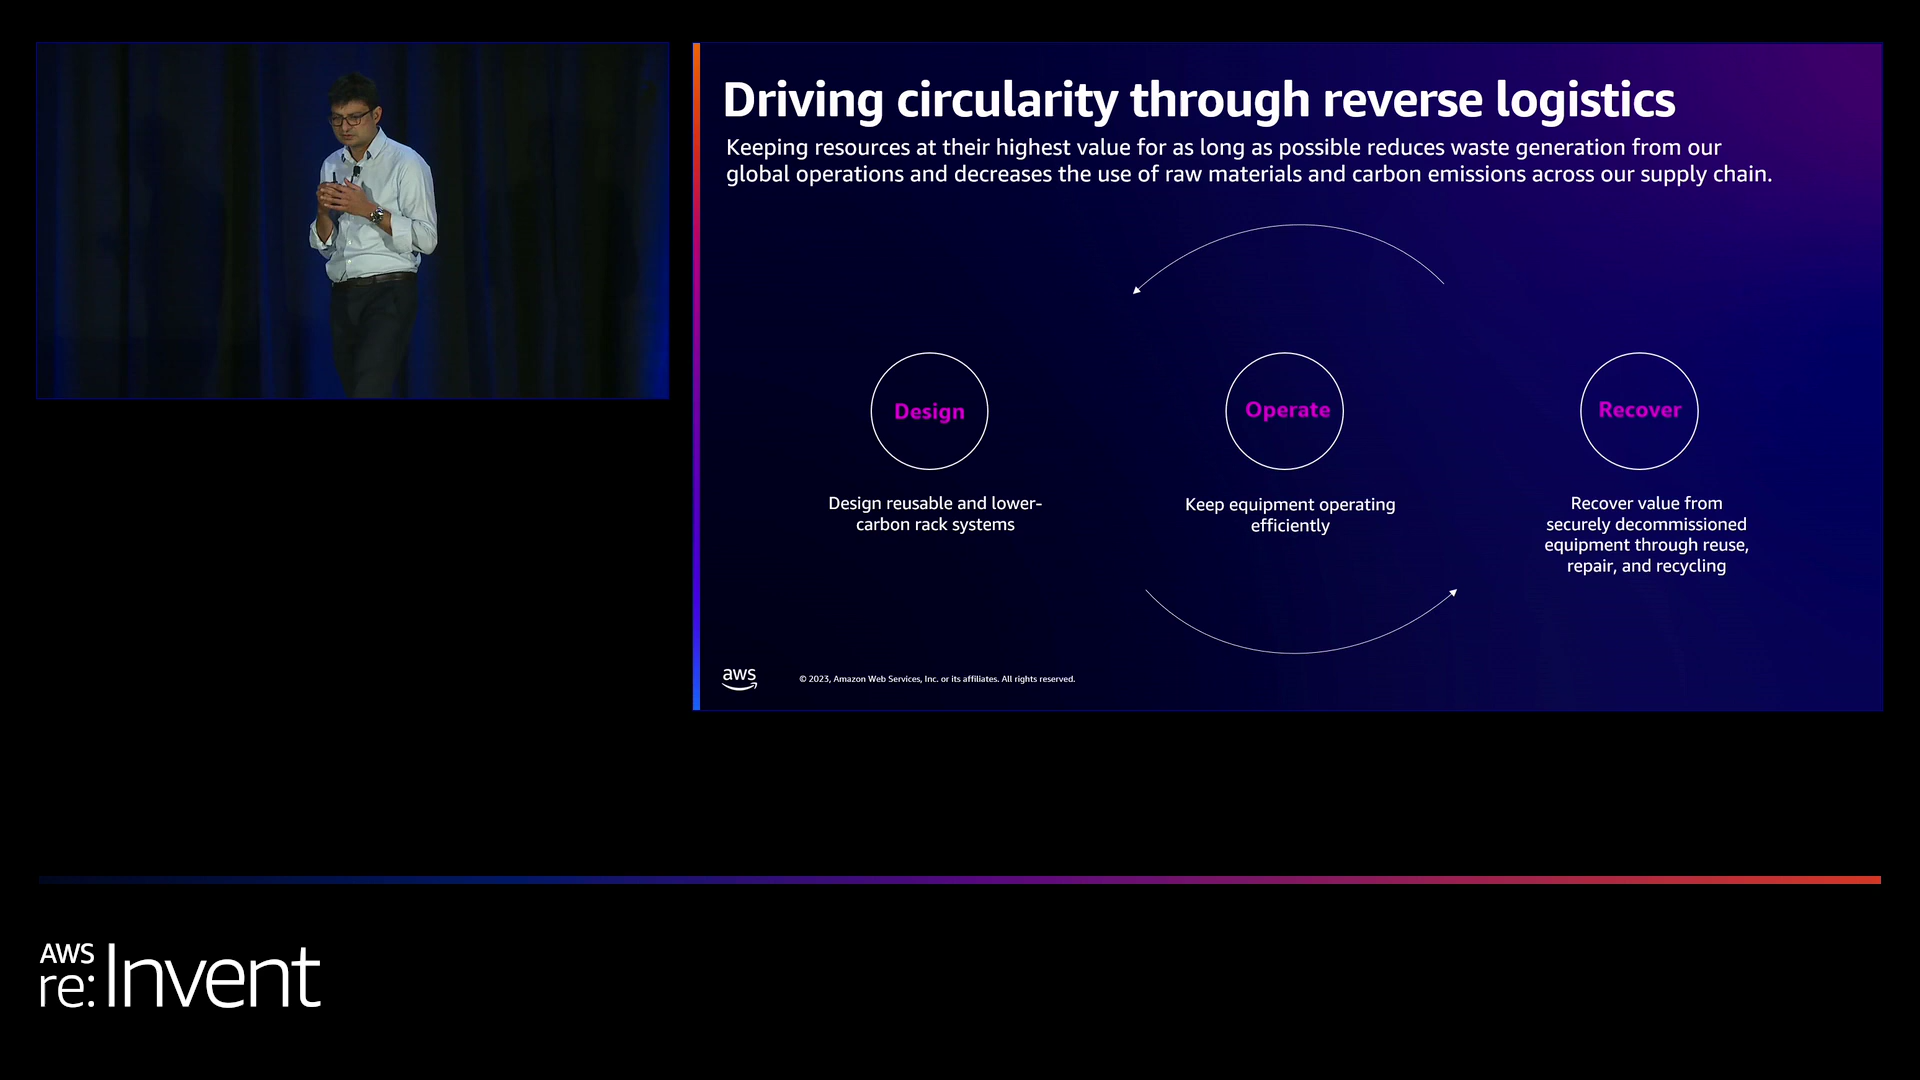 Driving circularity through reverse logistics
Keeping resources at their highest value for as long as possible reduces waste generation from our
global operations and decreases the use of raw materials and carbon emissions across our supply chain.
Design
Operate
Recover
Design reusable and lower-
carbon rack systems
Keep equipment operating
efficiently
Recover value from
securely decommissioned
equipment through reuse,
repair, and recycling
aws
© 2023, Amazon Web Services, Inc. or its affiliates. All rights reserved.
AWS
re:Invent